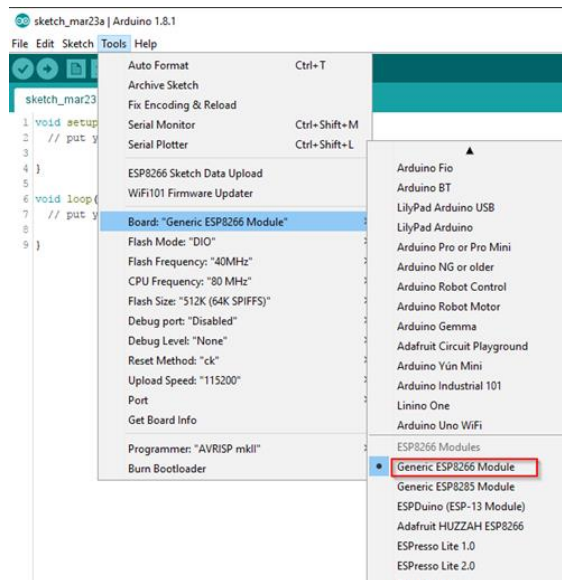 sketch_mar23a | Arduino 1.8.1
File Edit Sketch Tools Help
sketch_mar23
1 void setup
2 // put y
3
4 }
5
6 void loop(
7 // put y
8
9 }
Auto Format Ctrl+T
Archive Sketch
Fix Encoding & Reload
Serial Monitor Ctrl+Shift+M
Serial Plotter Ctrl+Shift+L
ESP8266 Sketch Data Upload
WiFi101 Firmware Updater
Board: "Generic ESP8266 Module"
Flash Mode: "DIO"
Flash Frequency: "40MHz"
CPU Frequency: "80 MHz"
Flash Size: "512K (64K SPIFFS)"
Debug port: "Disabled"
Debug Level: "None"
Reset Method: "ck"
Upload Speed: "115200"
Port
Get Board Info
Programmer: "AVRISP mkII"
Burn Bootloader
Arduino Fio
Arduino BT
LilyPad Arduino USB
LilyPad Arduino
Arduino Pro or Pro Mini
Arduino NG or older
Arduino Robot Control
Arduino Robot Motor
Arduino Gemma
Adafruit Circuit Playground
Arduino Yún Mini
Arduino Industrial 101
Linino One
Arduino Uno WiFi
ESP8266 Modules
Generic ESP8266 Module
Generic ESP8285 Module
ESPDuino (ESP-13 Module)
Adafruit HUZZAH ESP8266
ESPresso Lite 1.0
ESPresso Lite 2.0